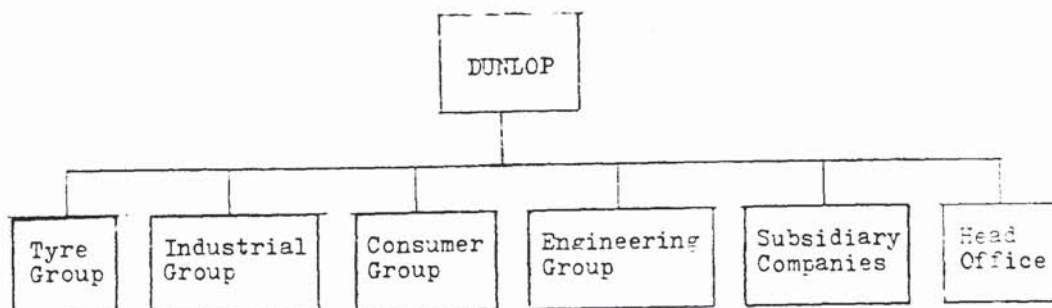 DUNLOP
Tyre
Group
Industrial
Group
Consumer
Group
Engineering
Group
Subsidiary
Companies
Head
Office